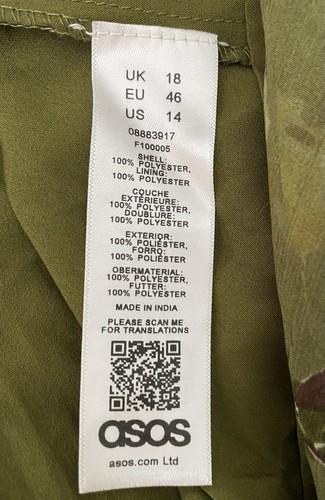 UK 18
EU 46
US 14
08883917
F100005
SHELL:
100% POLYESTER,
LINING:
100% POLYESTER,
COUCHE
EXTÉRIEURE:
100% POLYESTER,
DOUBLURE:
100% POLYESTER,
EXTERIOR:
100% POLIÉSTER,
FORRO:
100% POLIÉSTER,
OBERMATERIAL:
100% POLYESTER,
FUTTER:
100% POLYESTER,
MADE IN INDIA
PLEASE SCAN ME
FOR TRANSLATIONS
asos
asos.com Ltd